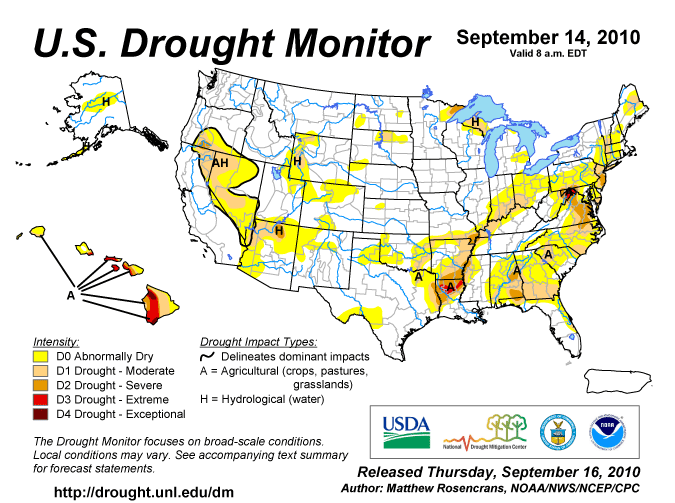 U.S. Drought Monitor
September 14, 2010
Valid 8 a.m. EDT
H
H
AH
H
H
A
A
A
A
A
Intensity:
D0 Abnormally Dry
D1 Drought - Moderate
D2 Drought - Severe
D3 Drought - Extreme
D4 Drought - Exceptional
Drought Impact Types:
Delineates dominant impacts
A = Agricultural (crops, pastures,
grasslands)
H = Hydrological (water)
The Drought Monitor focuses on broad-scale conditions.
Local conditions may vary. See accompanying text summary
for forecast statements.
http://drought.unl.edu/dm
USDA
National Drought Mitigation Center
NOAA
Released Thursday, September 16, 2010
Author: Matthew Rosencrans, NOAA/NWS/NCEP/CPC